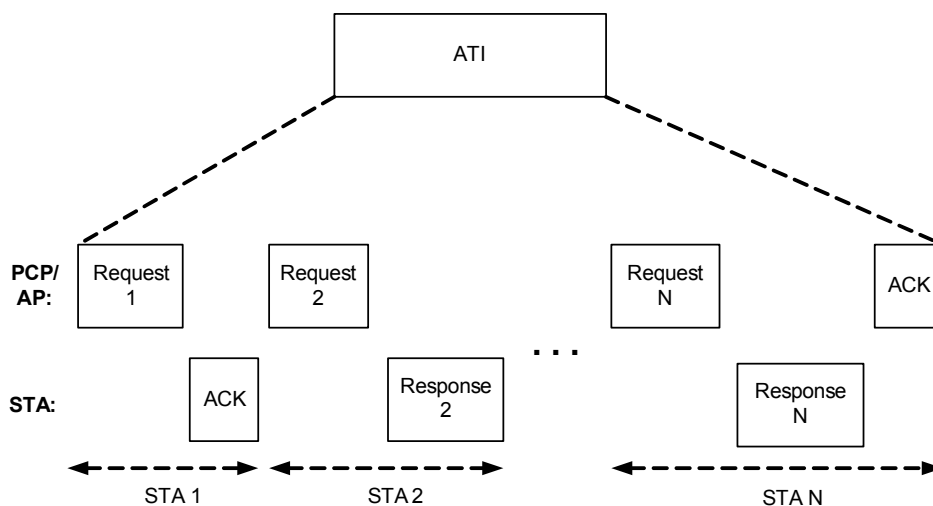 ATI
PCP/
AP:
Request
1
Request
2
Request
N
ACK
. . .
STA:
ACK
Response
2
Response
N
STA 1
STA 2
STA N